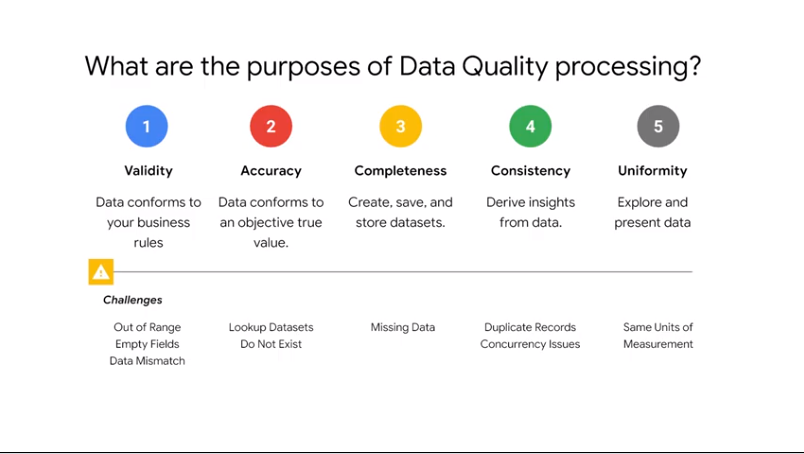 What are the purposes of Data Quality processing?
1
2
3
4
5
Validity
Accuracy
Completeness
Consistency
Uniformity
Data conforms to
your business
rules
Data conforms to
an objective true
value.
Create, save, and
store datasets.
Derive insights
from data.
Explore and
present data
Challenges
Out of Range
Empty Fields
Data Mismatch
Lookup Datasets
Do Not Exist
Missing Data
Duplicate Records
Concurrency Issues
Same Units of
Measurement